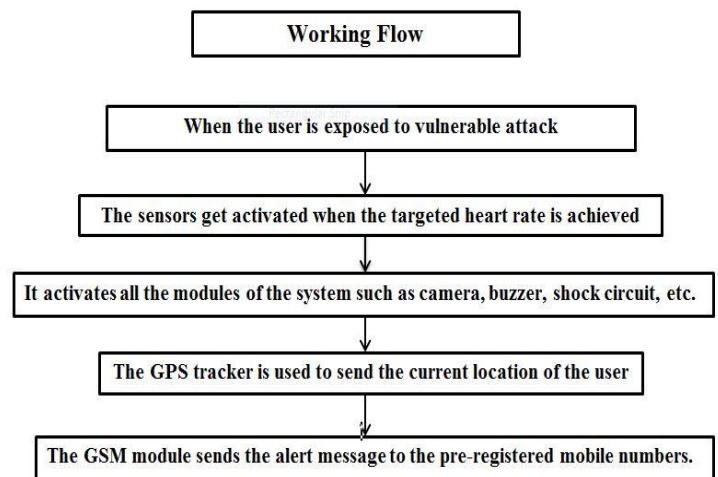 Working Flow
When the user is exposed to vulnerable attack
The sensors get activated when the targeted heart rate is achieved
It activates all the modules of the system such as camera, buzzer, shock circuit, etc.
The GPS tracker is used to send the current location of the user
The GSM module sends the alert message to the pre-registered mobile numbers.